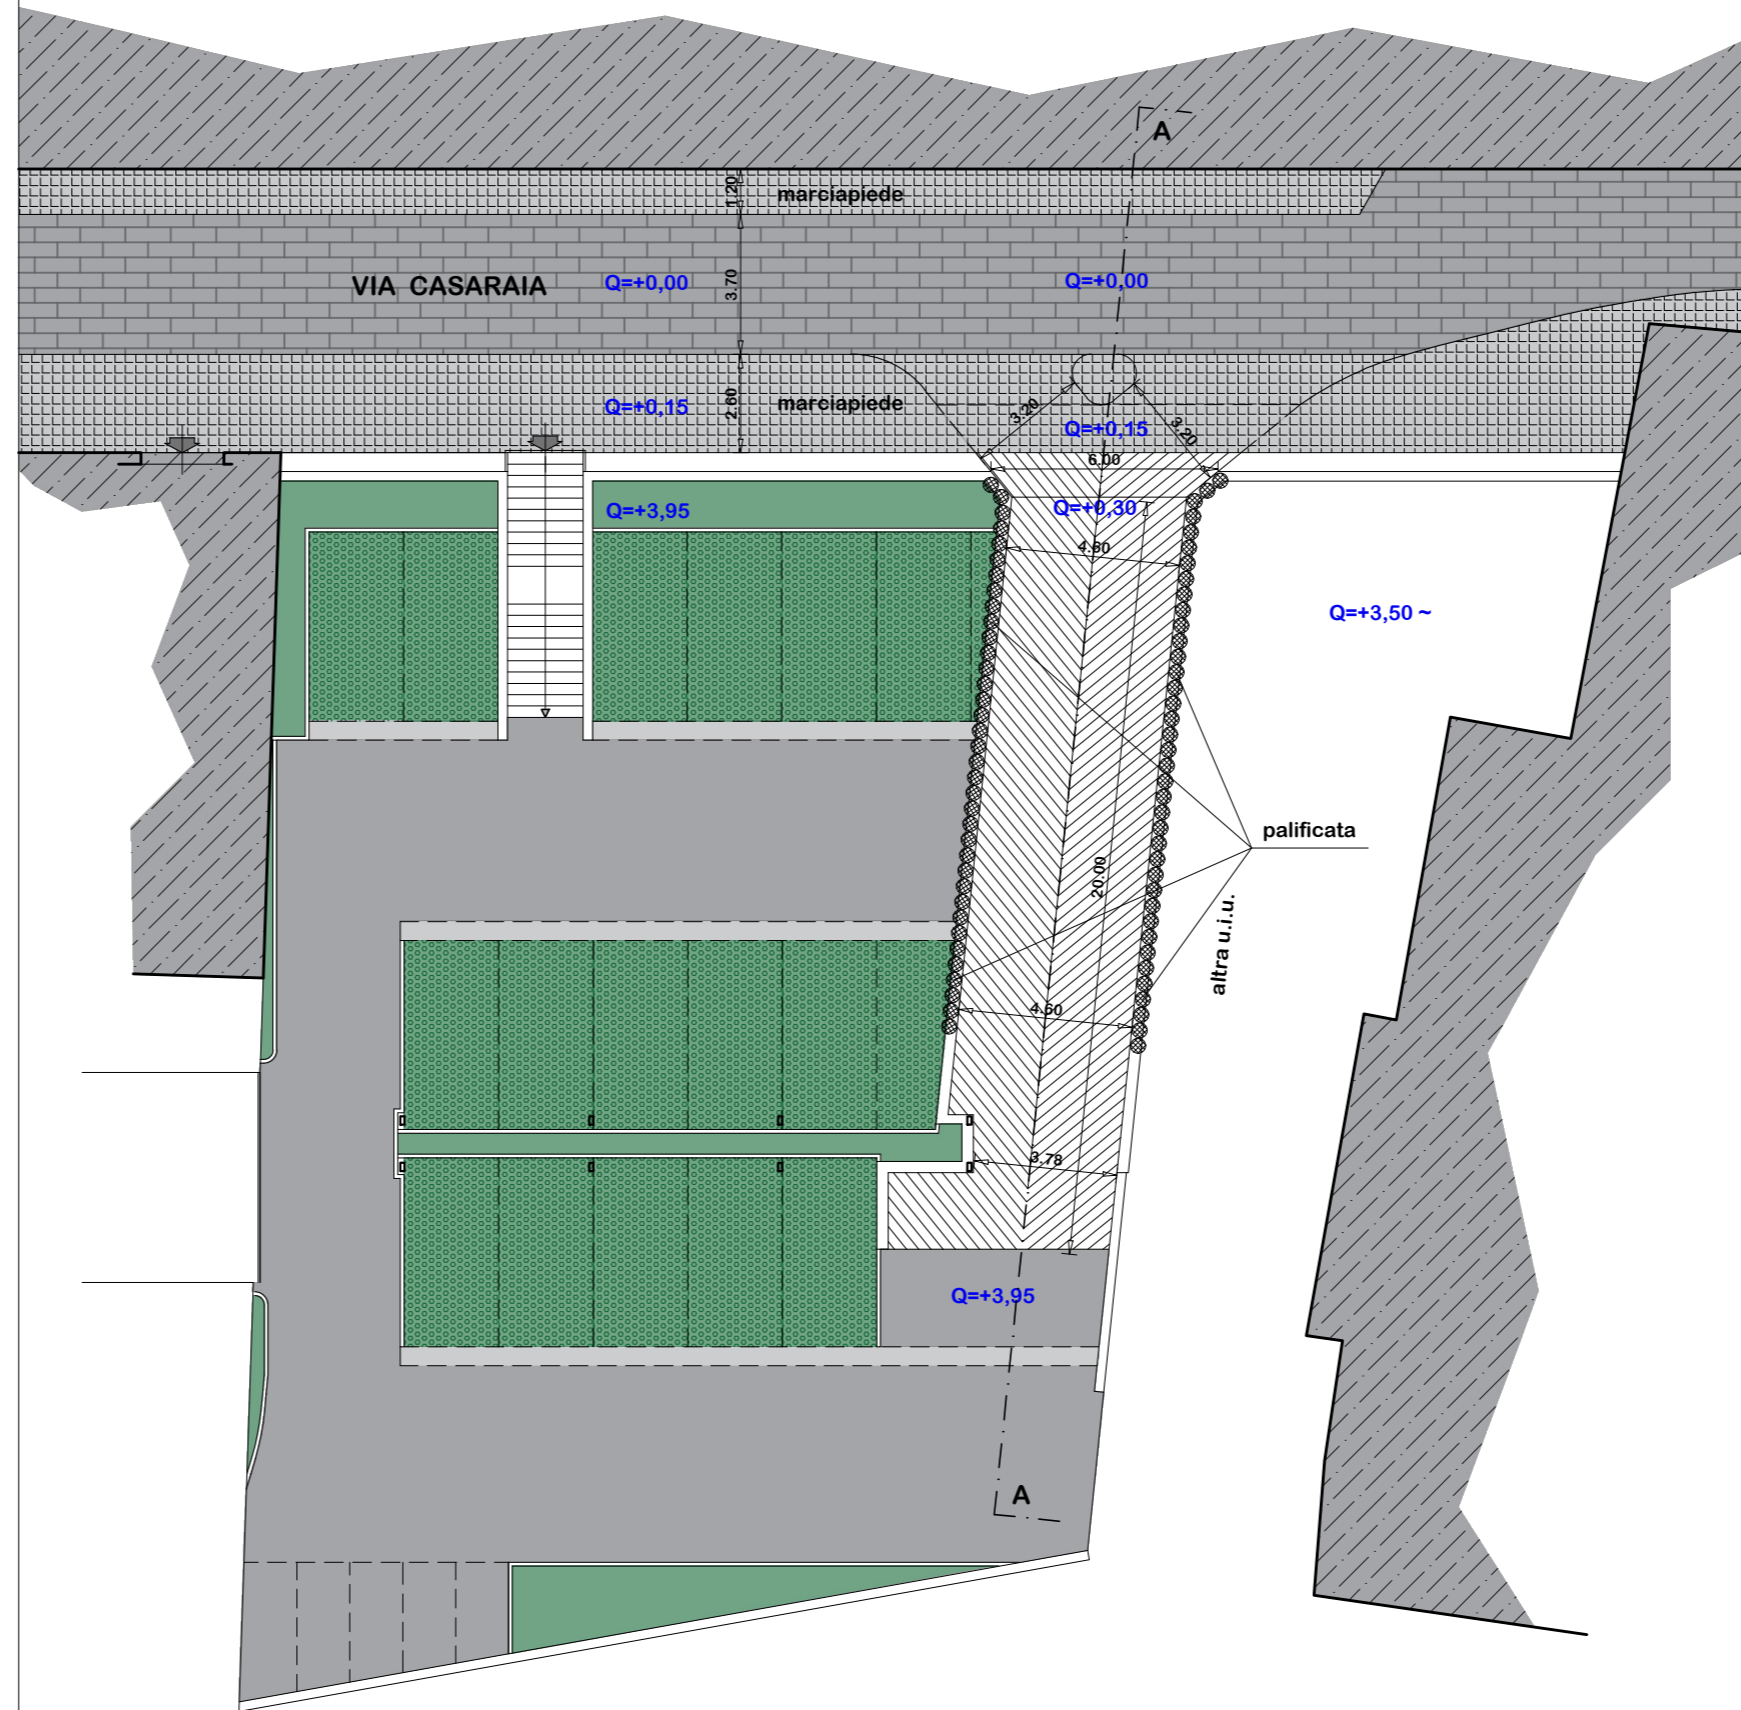 A
1.20
marciapiede
VIA CASARAIA
Q=+0,00
3.70
Q=+0,00
Q=+0,15
2.60
marciapiede
3.20
Q=+0,15
3.20
6.00
Q=+3,95
Q=+0,30
4.60
Q=+3,50 ~
palificata
20.00
altra u.i.u.
4.60
3.78
Q=+3,95
A